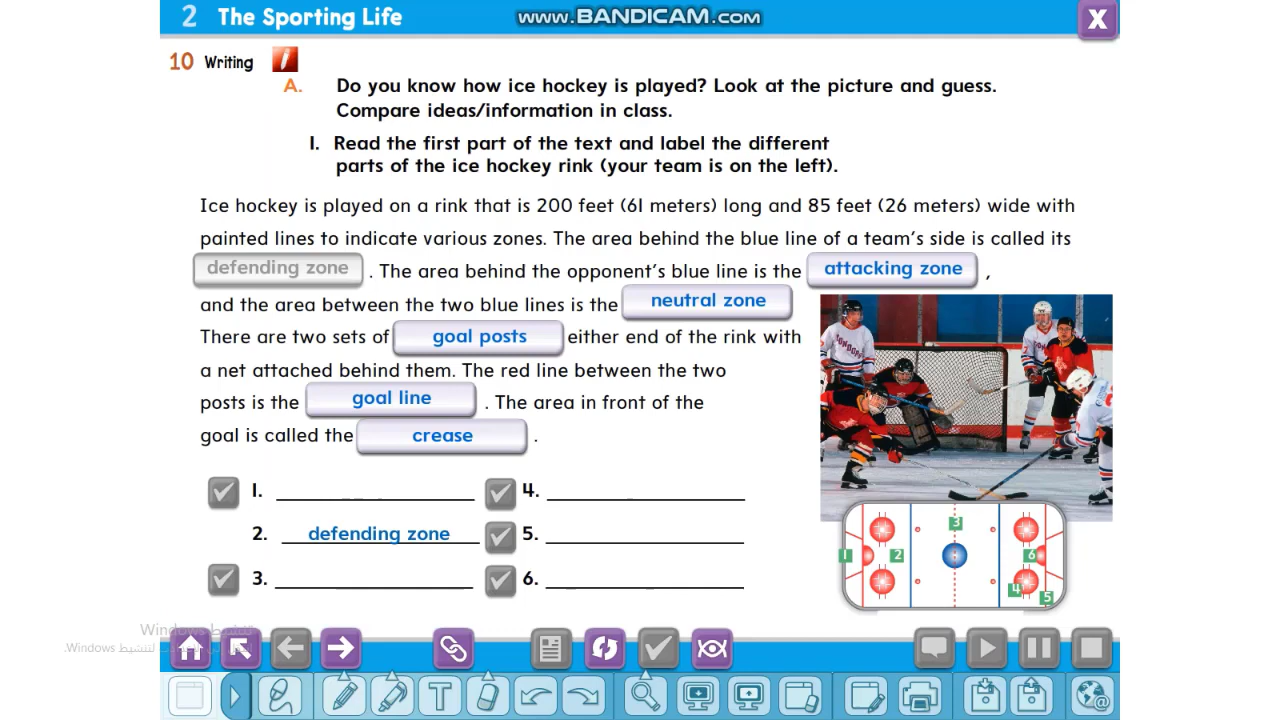 2 The Sporting Life
www.BANDICAM.com
X
10 Writing
A. Do you know how ice hockey is played? Look at the picture and guess.
Compare ideas/information in class.
1. Read the first part of the text and label the different
parts of the ice hockey rink (your team is on the left).
Ice hockey is played on a rink that is 200 feet (61 meters) long and 85 feet (26 meters) wide with
painted lines to indicate various zones. The area behind the blue line of a team's side is called its
defending zone . The area behind the opponent's blue line is the attacking zone ,
and the area between the two blue lines is the neutral zone
There are two sets of goal posts either end of the rink with
a net attached behind them. The red line between the two
posts is the goal line . The area in front of the
goal is called the crease .
1. 4.
2. defending zone 5.
3. 6.
3
1 2 6
4 5
Windows
Windows